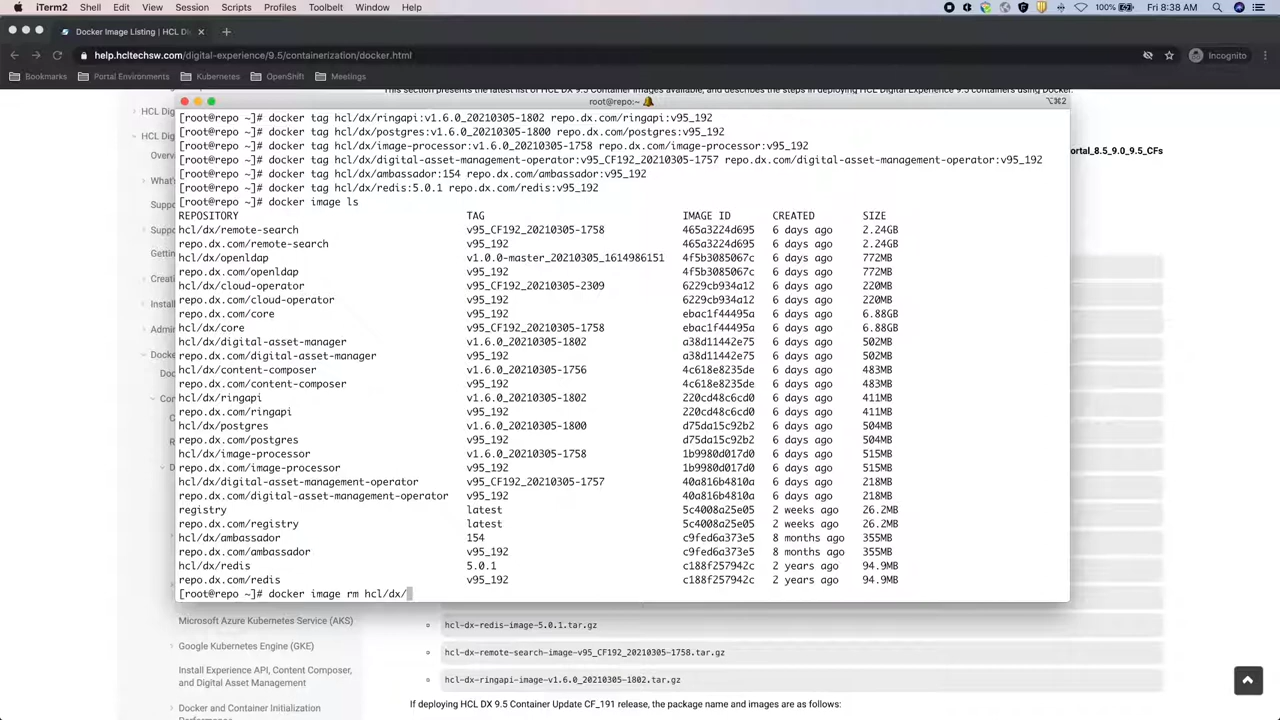 iTerm2 Shell Edit View Session Scripts Profiles Toolbelt Window Help 100% Fri 8:38 AM
Docker Image Listing | HCL Di
help.hcltechsw.com/digital-experience/9.5/containerization/docker.html Incognito
Bookmarks Portal Environments Kubernetes OpenShift Meetings
This section presents the latest list of HCL DX 9.5 Container images available, and describes the steps in deploying HCL Digital Experience 9.5 containers using Docker.
root@repo:~ ⌥⌘2
HCL Dig
[root@repo ~]# docker tag hcl/dx/ringapi:v1.6.0_20210305-1802 repo.dx.com/ringapi:v95_192
[root@repo ~]# docker tag hcl/dx/postgres:v1.6.0_20210305-1800 repo.dx.com/postgres:v95_192
HCL Dig
[root@repo ~]# docker tag hcl/dx/image-processor:v1.6.0_20210305-1758 repo.dx.com/image-processor:v95_192
ortal_8.5_9.0_9.5_CFs
Overv
[root@repo ~]# docker tag hcl/dx/digital-asset-management-operator:v95_CF192_20210305-1757 repo.dx.com/digital-asset-management-operator:v95_192
[root@repo ~]# docker tag hcl/dx/ambassador:154 repo.dx.com/ambassador:v95_192
What's
[root@repo ~]# docker tag hcl/dx/redis:5.0.1 repo.dx.com/redis:v95_192
Suppo
[root@repo ~]# docker image ls
REPOSITORY TAG IMAGE ID CREATED SIZE
Suppo
hcl/dx/remote-search v95_CF192_20210305-1758 465a3224d695 6 days ago 2.24GB
repo.dx.com/remote-search v95_192 465a3224d695 6 days ago 2.24GB
Gettin
hcl/dx/openldap v1.0.0-master_20210305_1614986151 4f5b3085067c 6 days ago 772MB
repo.dx.com/openldap v95_192 4f5b3085067c 6 days ago 772MB
Creati
hcl/dx/cloud-operator v95_CF192_20210305-2309 6229cb934a12 6 days ago 220MB
repo.dx.com/cloud-operator v95_192 6229cb934a12 6 days ago 220MB
Install
repo.dx.com/core v95_192 ebac1f44495a 6 days ago 6.88GB
hcl/dx/core v95_CF192_20210305-1758 ebac1f44495a 6 days ago 6.88GB
Admin
hcl/dx/digital-asset-manager v1.6.0_20210305-1802 a38d11442e75 6 days ago 502MB
repo.dx.com/digital-asset-manager v95_192 a38d11442e75 6 days ago 502MB
Docke
hcl/dx/content-composer v1.6.0_20210305-1756 4c618e8235de 6 days ago 483MB
Do
repo.dx.com/content-composer v95_192 4c618e8235de 6 days ago 483MB
hcl/dx/ringapi v1.6.0_20210305-1802 220cd48c6cd0 6 days ago 411MB
Con
repo.dx.com/ringapi v95_192 220cd48c6cd0 6 days ago 411MB
hcl/dx/postgres v1.6.0_20210305-1800 d75da15c92b2 6 days ago 504MB
repo.dx.com/postgres v95_192 d75da15c92b2 6 days ago 504MB
hcl/dx/image-processor v1.6.0_20210305-1758 1b9980d017d0 6 days ago 515MB
repo.dx.com/image-processor v95_192 1b9980d017d0 6 days ago 515MB
D
hcl/dx/digital-asset-management-operator v95_CF192_20210305-1757 40a816b4810a 6 days ago 218MB
repo.dx.com/digital-asset-management-operator v95_192 40a816b4810a 6 days ago 218MB
registry latest 5c4008a25e05 2 weeks ago 26.2MB
repo.dx.com/registry latest 5c4008a25e05 2 weeks ago 26.2MB
hcl/dx/ambassador 154 c9fed6a373e5 8 months ago 355MB
repo.dx.com/ambassador v95_192 c9fed6a373e5 8 months ago 355MB
hcl/dx/redis 5.0.1 c188f257942c 2 years ago 94.9MB
repo.dx.com/redis v95_192 c188f257942c 2 years ago 94.9MB
[root@repo ~]# docker image rm hcl/dx/
Microsoft Azure Kubernetes Service (AKS)
hcl-dx-redis-image-5.0.1.tar.gz
Google Kubernetes Engine (GKE)
hcl-dx-remote-search-image-v95_CF192_20210305-1758.tar.gz
Install Experience API, Content Composer,
and Digital Asset Management
hcl-dx-ringapi-image-v1.6.0_20210305-1802.tar.gz
Docker and Container Initialization
If deploying HCL DX 9.5 Container Update CF_191 release, the package name and images are as follows:
Performance